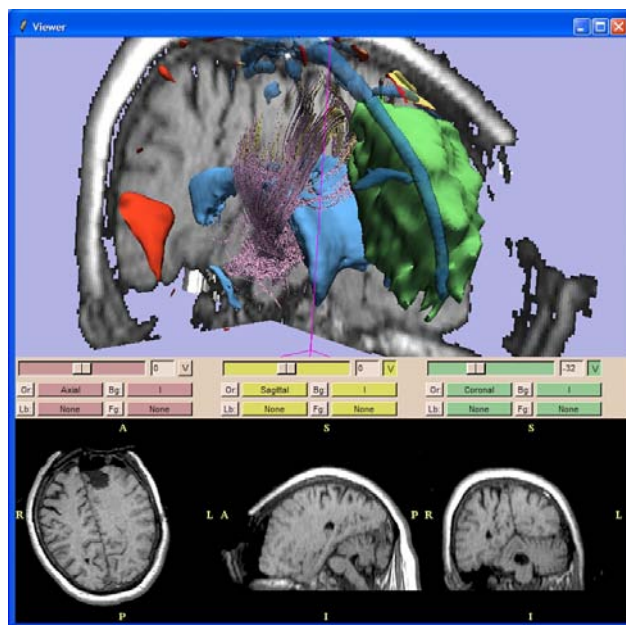 Viewer
0 V 0 V -32 V
Or: Axial Bg: I Or: Sagittal Bg: I Or: Coronal Bg: I
Lb: None Fg: None Lb: None Fg: None Lb: None Fg: None
A S S
R L A P R L
P I I